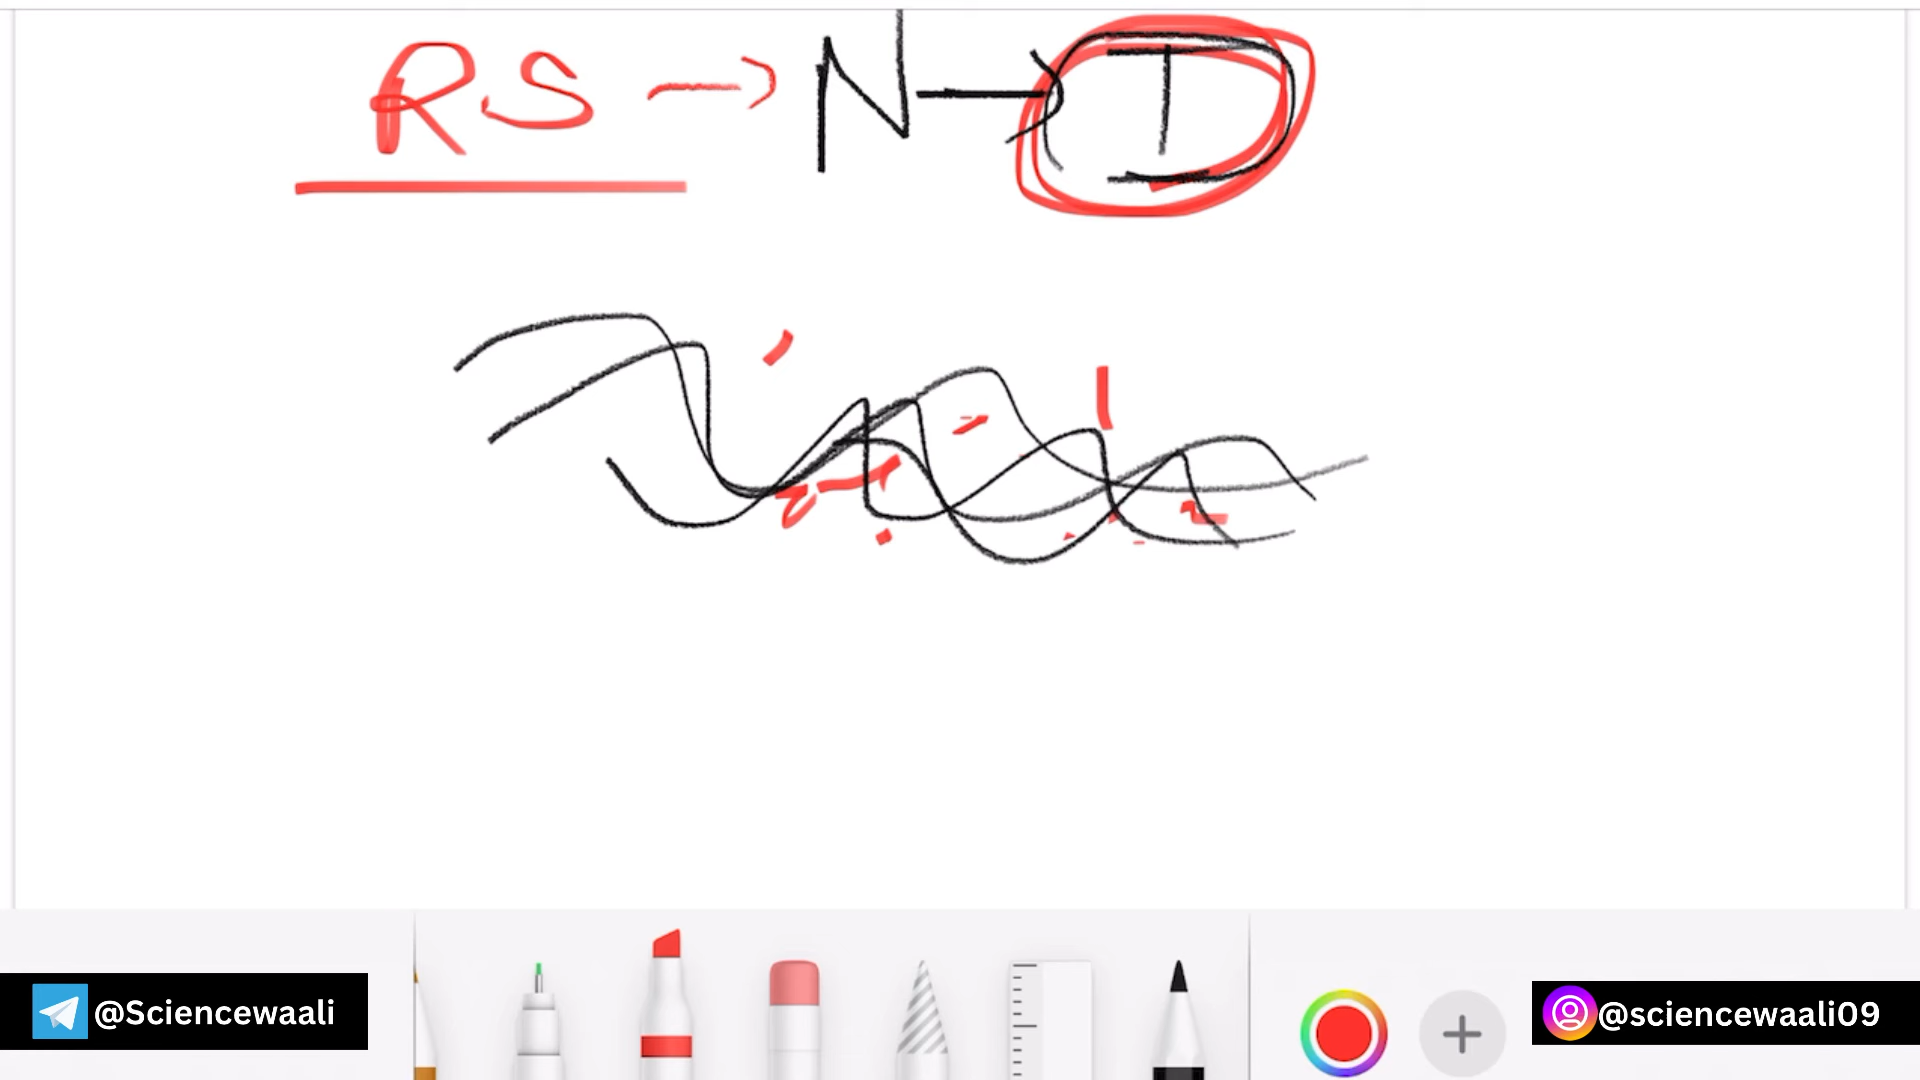 RS → N → I
@Sciencewaali
@sciencewaali09